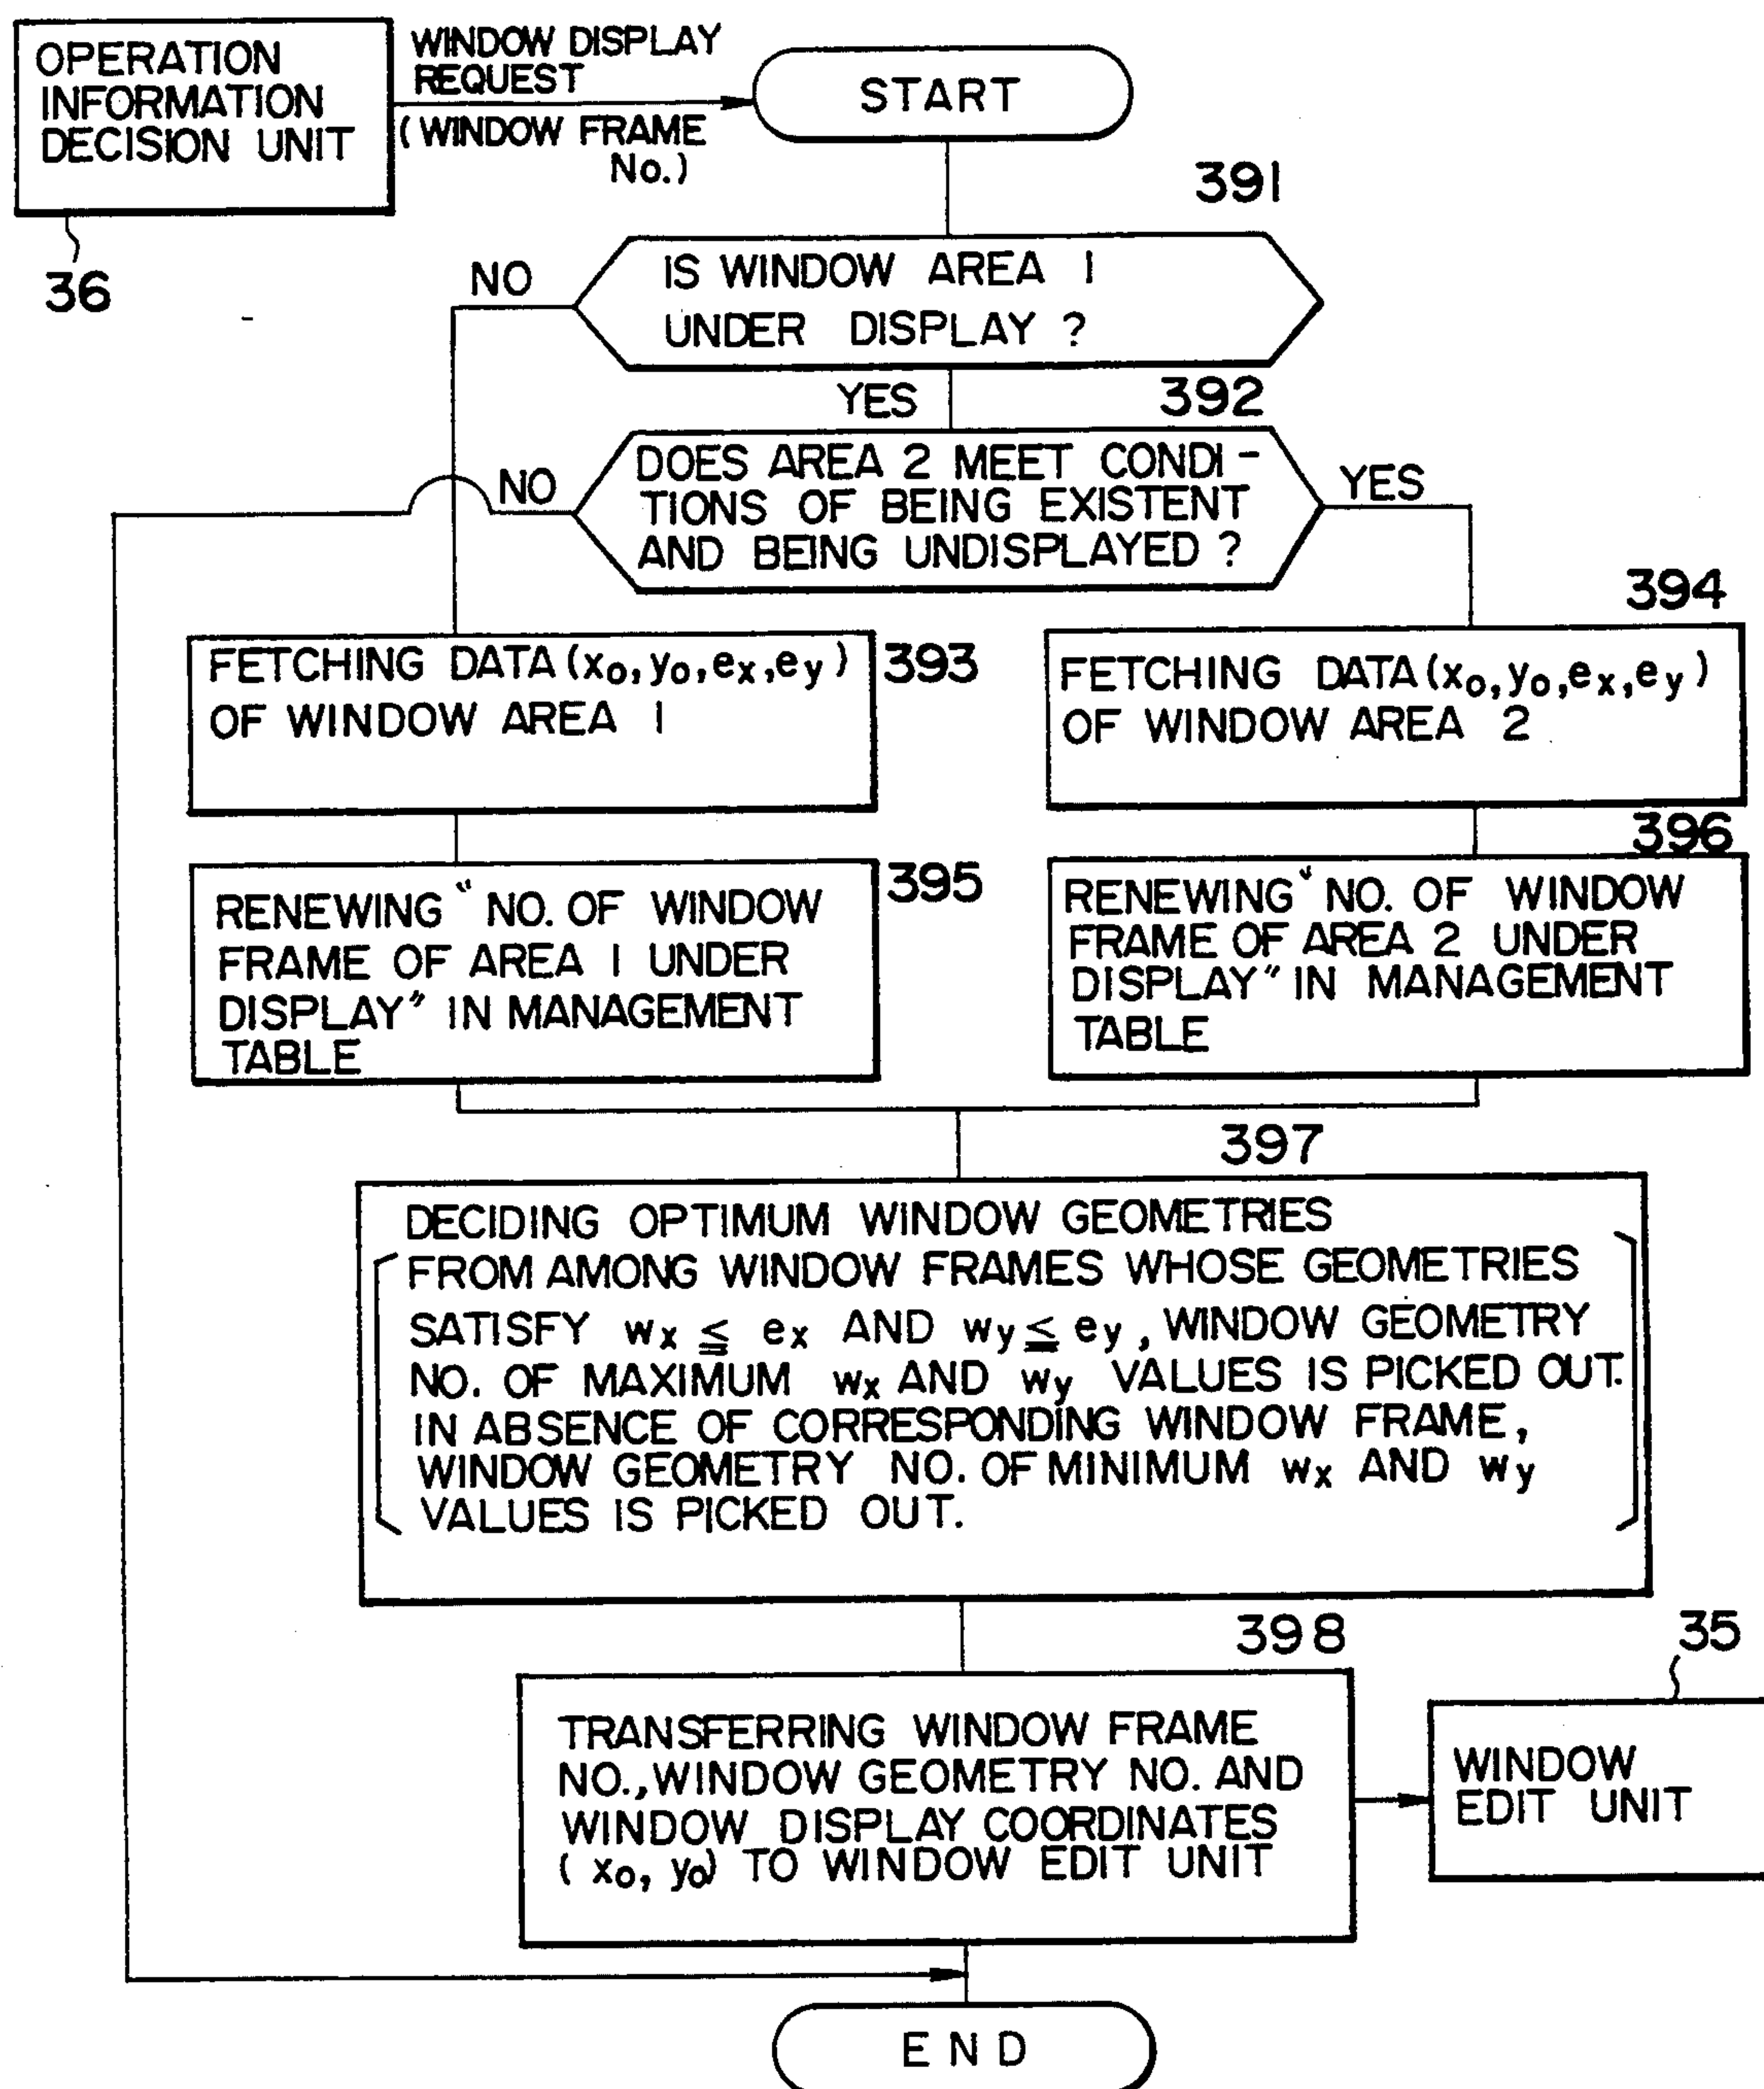 OPERATION
INFORMATION
DECISION UNIT
36
WINDOW DISPLAY
REQUEST
(WINDOW FRAME
No.)
START
391
IS WINDOW AREA 1
UNDER DISPLAY ?
NO
YES
392
DOES AREA 2 MEET CONDI-
TIONS OF BEING EXISTENT
AND BEING UNDISPLAYED ?
NO
YES
393
FETCHING DATA (x₀, y₀, eₓ, e_y)
OF WINDOW AREA 1
394
FETCHING DATA (x₀, y₀, eₓ, e_y)
OF WINDOW AREA 2
395
RENEWING "NO. OF WINDOW
FRAME OF AREA 1 UNDER
DISPLAY" IN MANAGEMENT
TABLE
396
RENEWING "NO. OF WINDOW
FRAME OF AREA 2 UNDER
DISPLAY" IN MANAGEMENT
TABLE
397
DECIDING OPTIMUM WINDOW GEOMETRIES
FROM AMONG WINDOW FRAMES WHOSE GEOMETRIES
SATISFY wₓ ≦ eₓ AND w_y ≦ e_y, WINDOW GEOMETRY
NO. OF MAXIMUM wₓ AND w_y VALUES IS PICKED OUT.
IN ABSENCE OF CORRESPONDING WINDOW FRAME,
WINDOW GEOMETRY NO. OF MINIMUM wₓ AND w_y
VALUES IS PICKED OUT.
398
TRANSFERRING WINDOW FRAME
NO., WINDOW GEOMETRY NO. AND
WINDOW DISPLAY COORDINATES
(x₀, y₀) TO WINDOW EDIT UNIT
35
WINDOW
EDIT UNIT
END